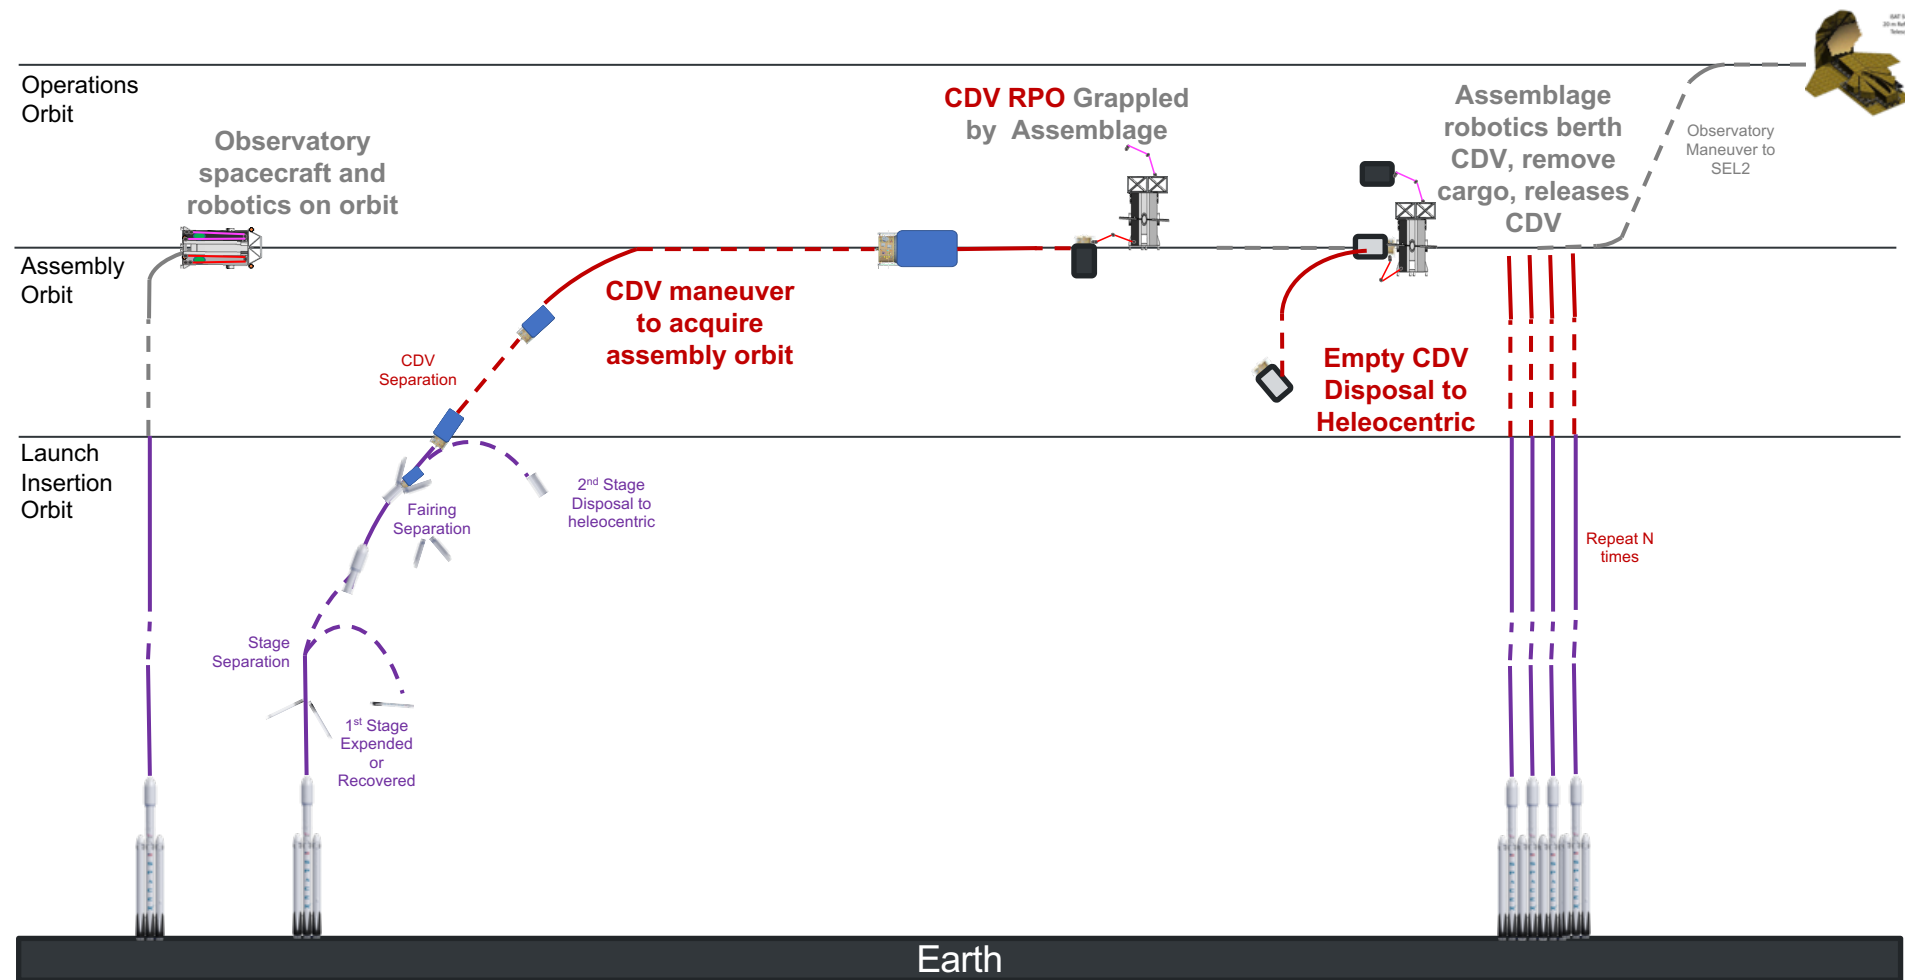 Operations
Orbit
Observatory
spacecraft and
robotics on orbit
CDV RPO Grappled
by Assemblage
Assemblage
robotics berth
CDV, remove
cargo, releases
CDV
Observatory
Maneuver to
SEL2
Assembly
Orbit
CDV maneuver
to acquire
assembly orbit
CDV
Separation
Empty CDV
Disposal to
Heleocentric
Launch
Insertion
Orbit
Fairing
Separation
2nd Stage
Disposal to
heleocentric
Repeat N
times
Stage
Separation
1st Stage
Expended
or
Recovered
Earth